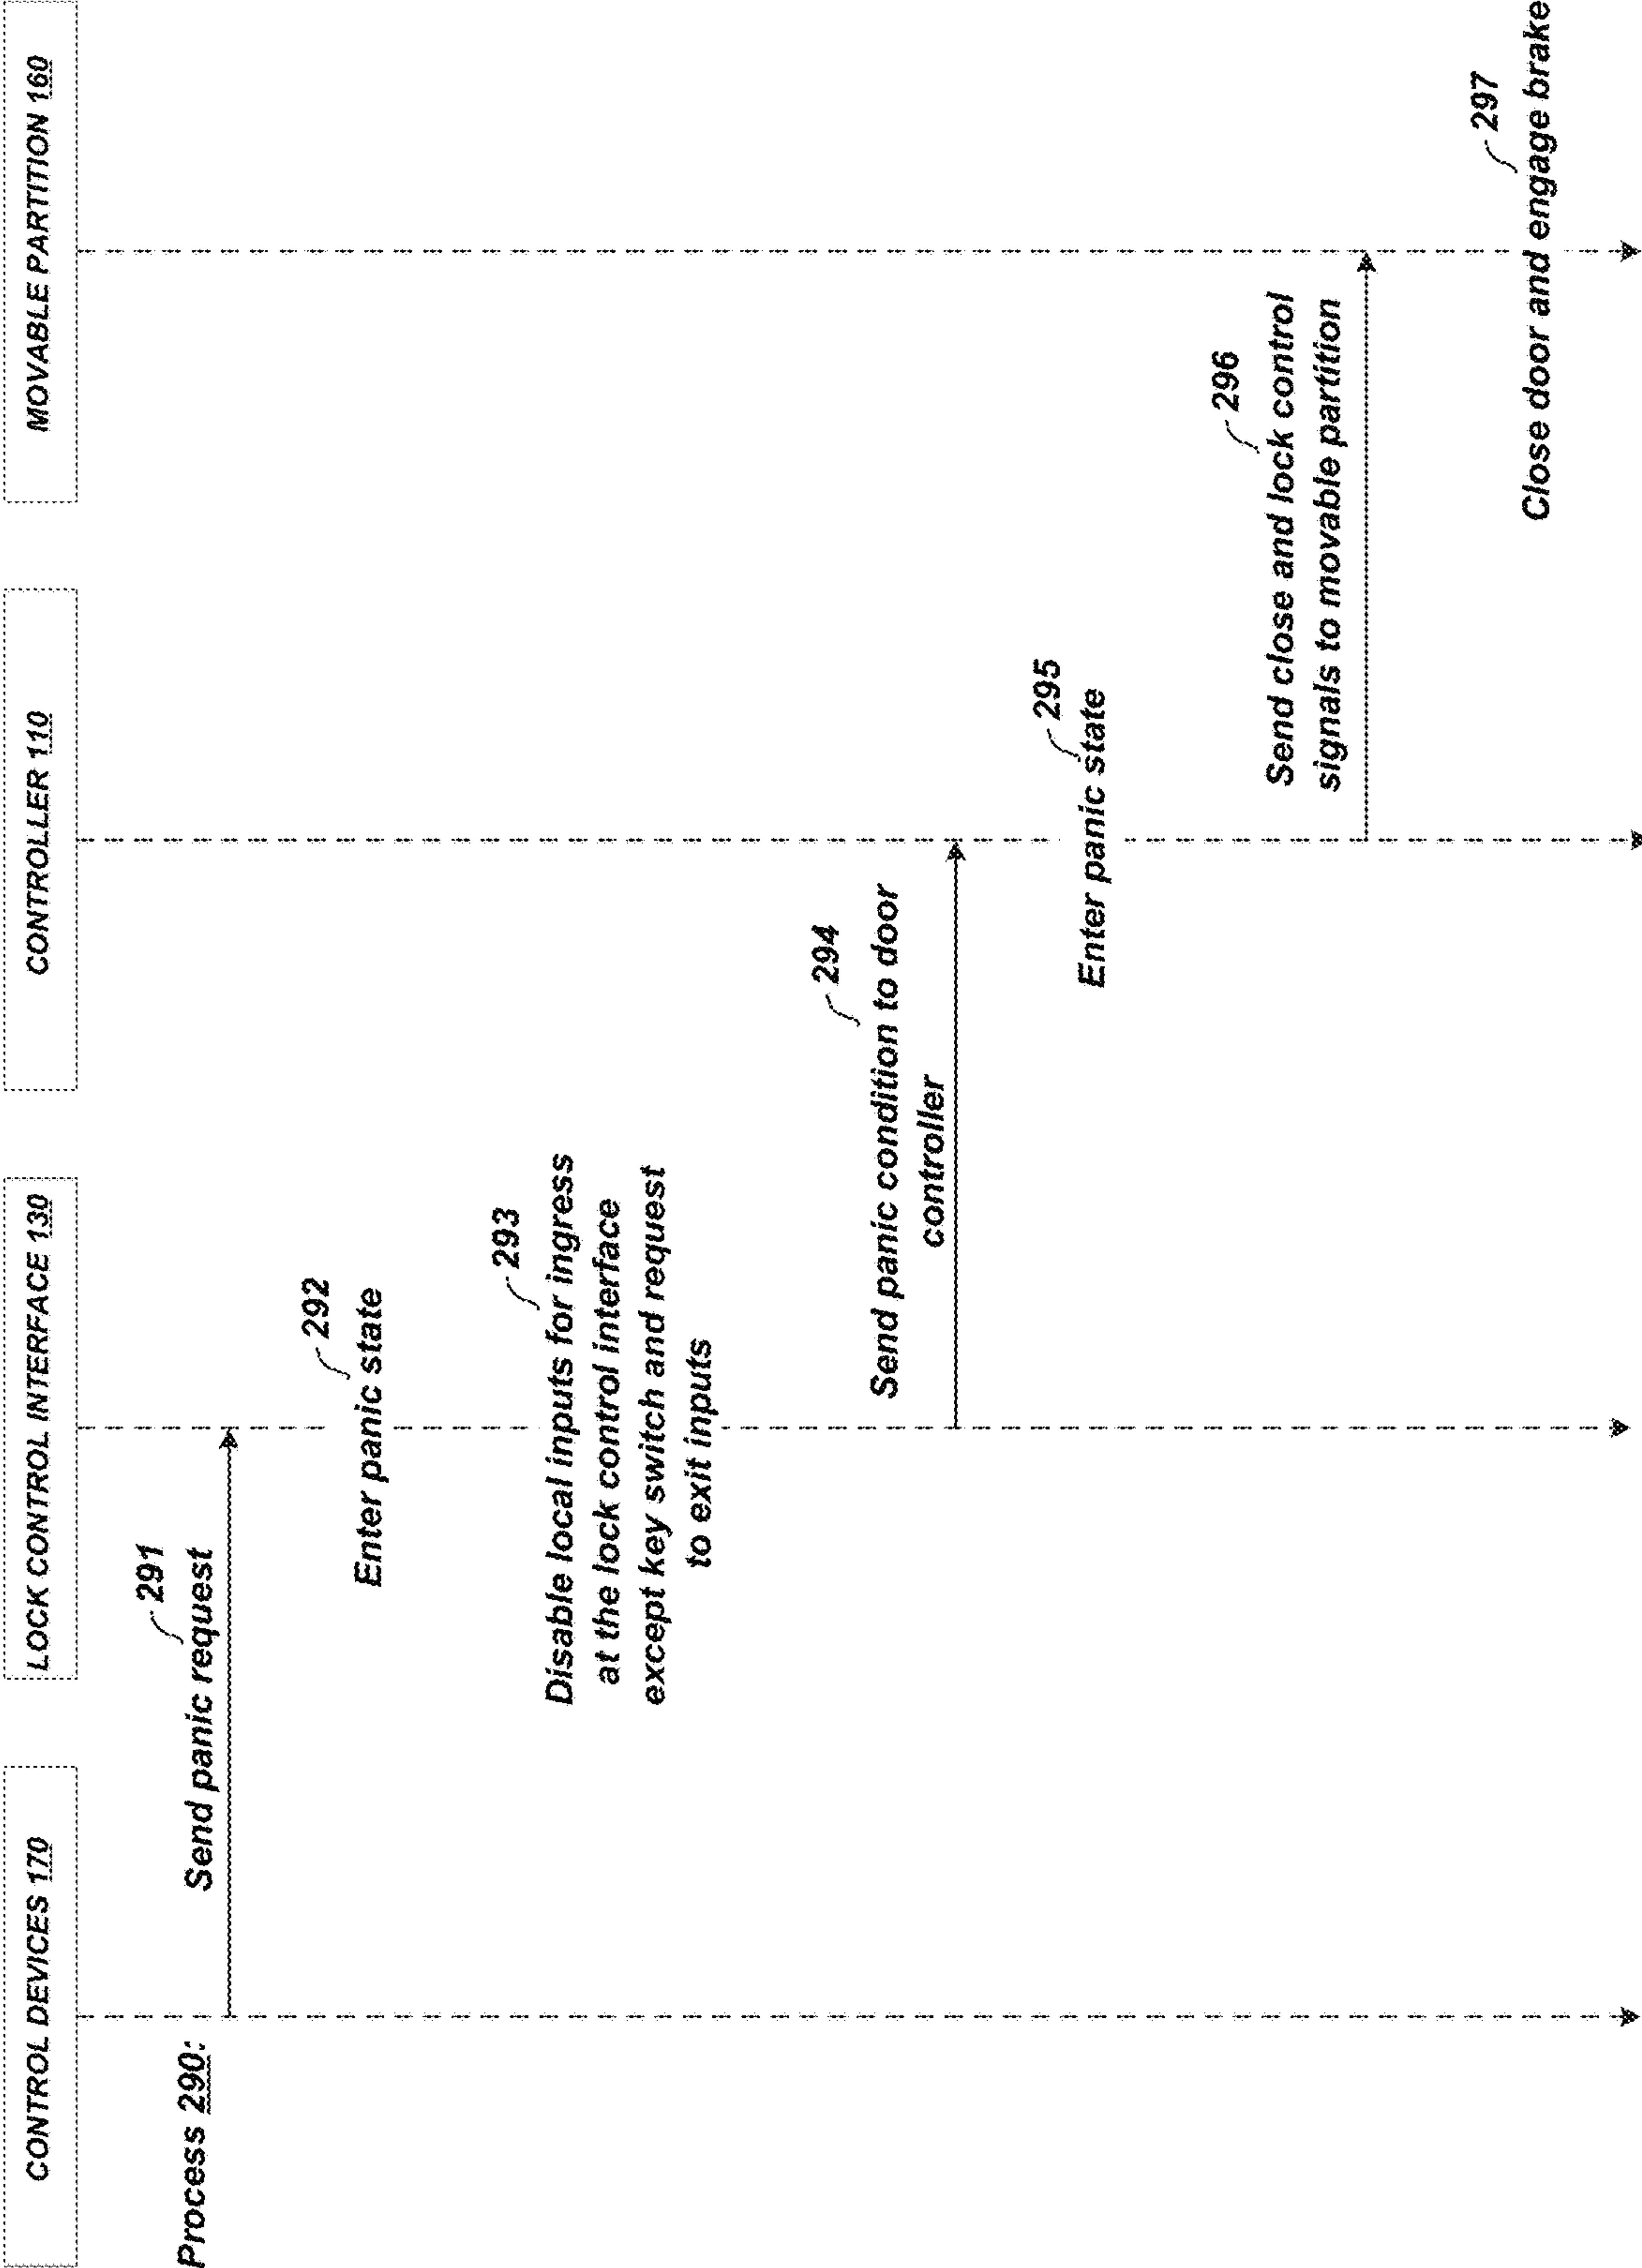 CONTROL DEVICES 170
LOCK CONTROL INTERFACE 130
CONTROLLER 110
MOVABLE PARTITION 160
Process 290:
291
Send panic request
292
Enter panic state
293
Disable local inputs for ingress
at the lock control interface
except key switch and request
to exit inputs
294
Send panic condition to door
controller
295
Enter panic state
296
Send close and lock control
signals to movable partition
297
Close door and engage brake